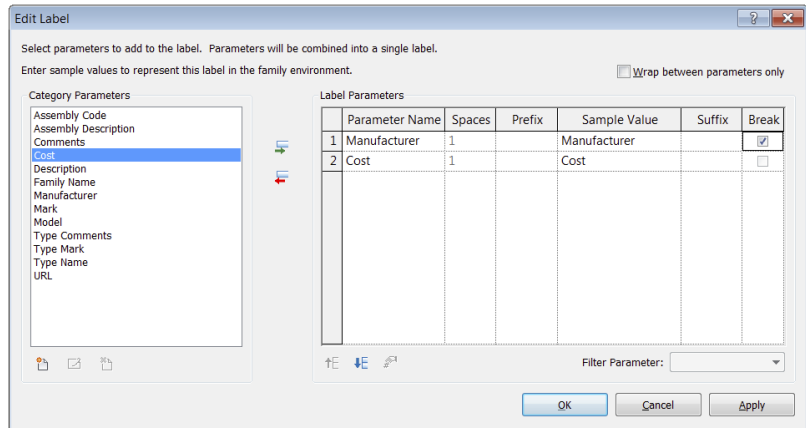 Edit Label
?
Select parameters to add to the label. Parameters will be combined into a single label.
Enter sample values to represent this label in the family environment.
Wrap between parameters only
Category Parameters
Assembly Code
Assembly Description
Comments
Cost
Description
Family Name
Manufacturer
Mark
Model
Type Comments
Type Mark
Type Name
URL
Label Parameters
Parameter Name Spaces Prefix Sample Value Suffix Break
1 Manufacturer 1 Manufacturer
2 Cost 1 Cost
Filter Parameter:
OK Cancel Apply